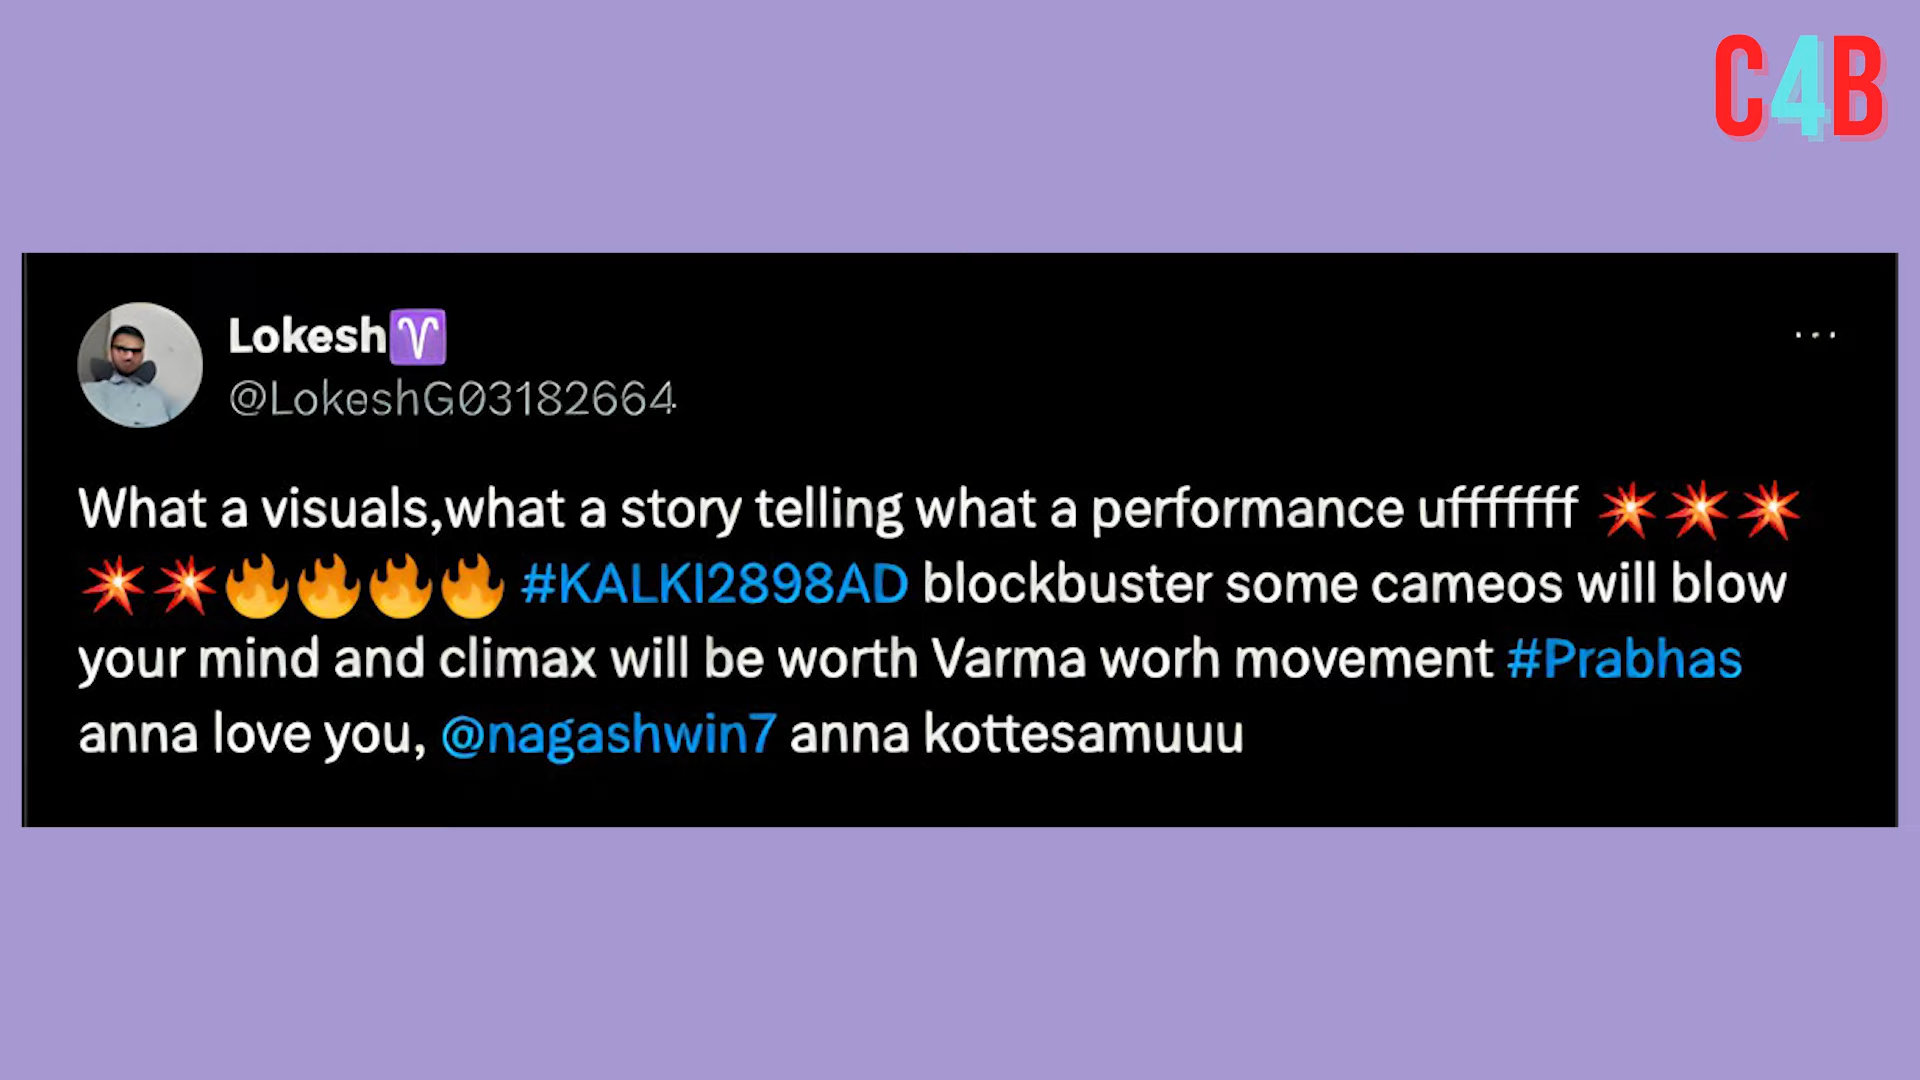 C4B
Lokesh♈
@LokeshG03182664
What a visuals,what a story telling what a performance ufffffff 💥💥💥
💥💥🔥🔥🔥🔥 #KALKI2898AD blockbuster some cameos will blow
your mind and climax will be worth Varma worh movement #Prabhas
anna love you, @nagashwin7 anna kottesamuuu